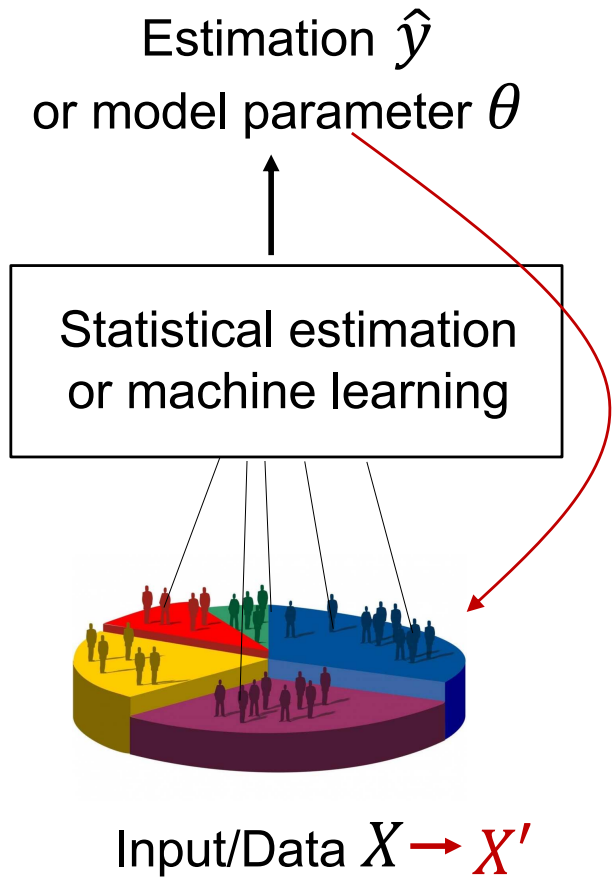 Estimation ŷ
or model parameter θ
Statistical estimation
or machine learning
Input/Data X → X′